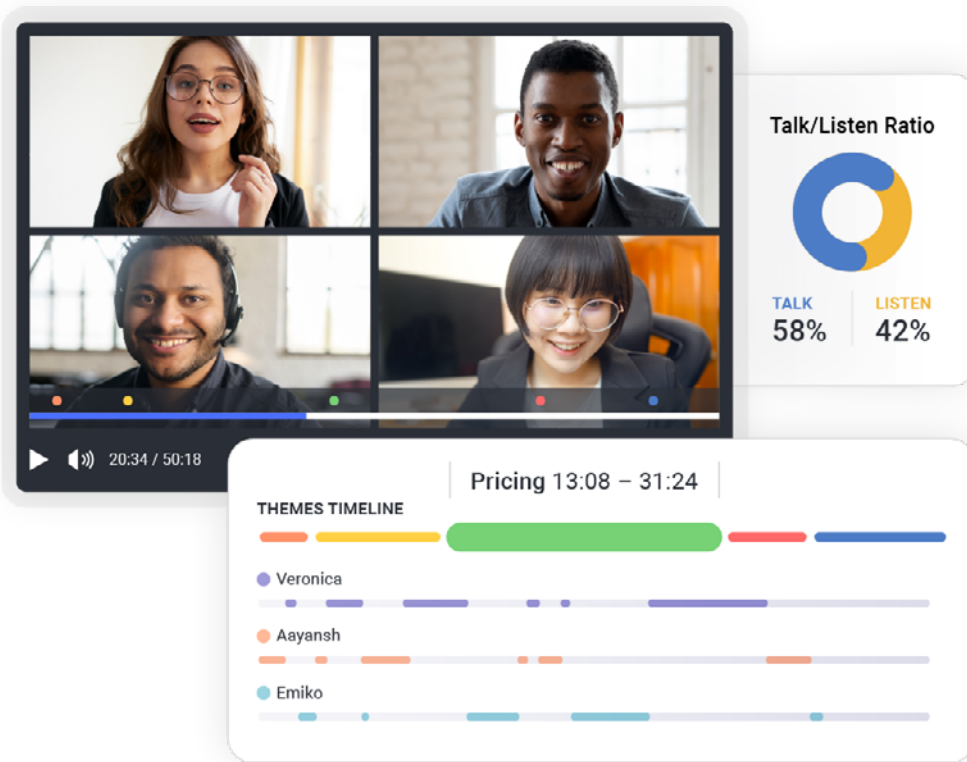 Talk/Listen Ratio
TALK LISTEN
58% 42%
20:34 / 50:18
Pricing 13:08 – 31:24
THEMES TIMELINE
Veronica
Aayansh
Emiko